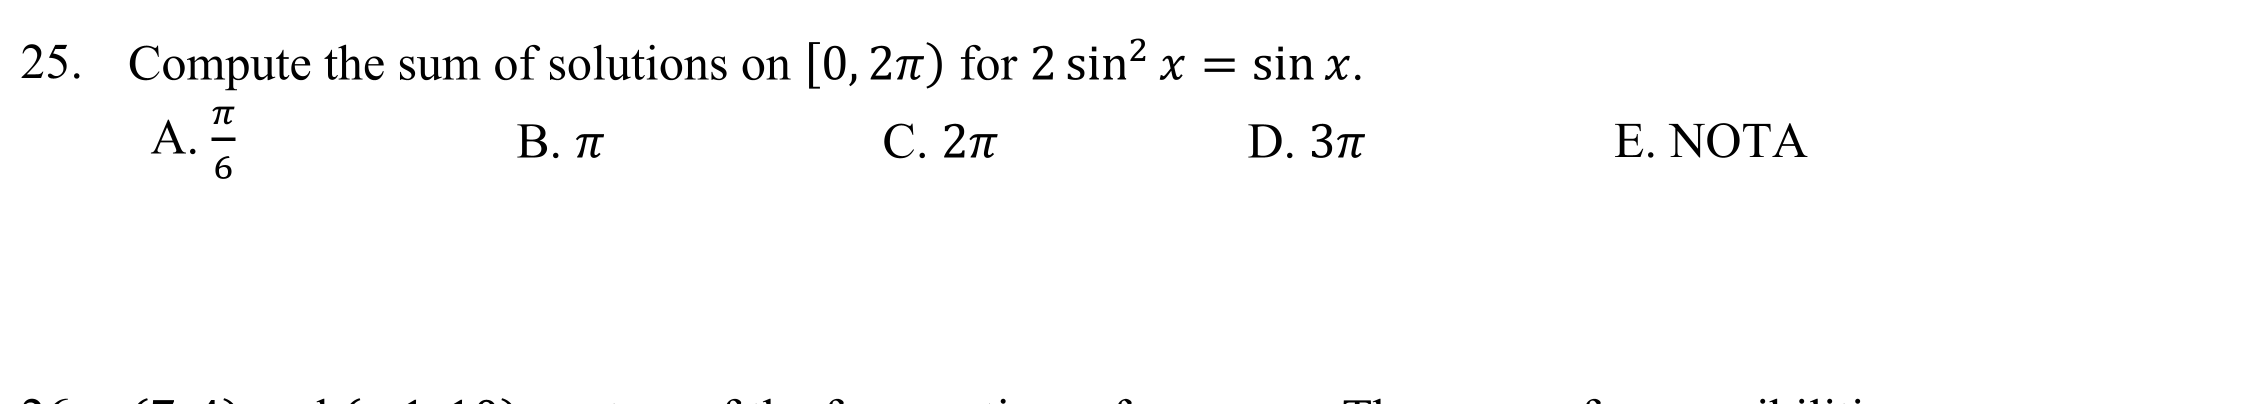 25. Compute the sum of solutions on [0, 2π) for 2 sin² x = sin x.
A. π/6 B. π C. 2π D. 3π E. NOTA